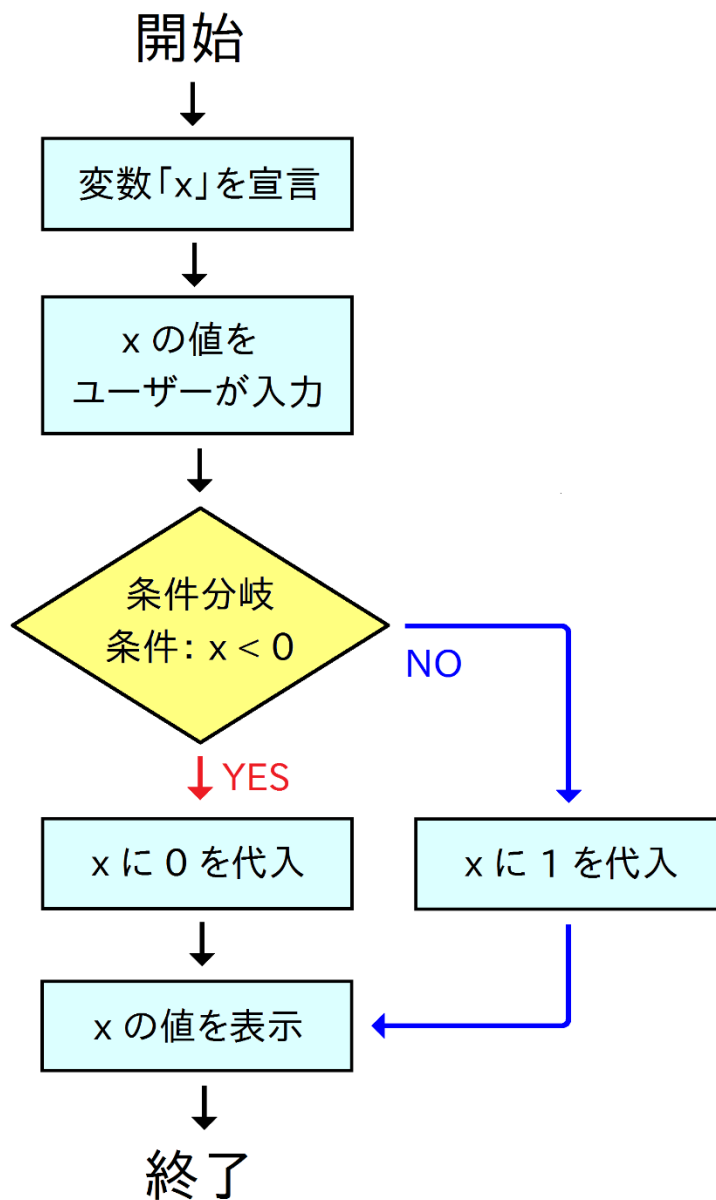 開始
変数「x」を宣言
x の値を
ユーザーが入力
条件分岐
条件: x < 0
NO
YES
x に 0 を代入
x に 1 を代入
x の値を表示
終了